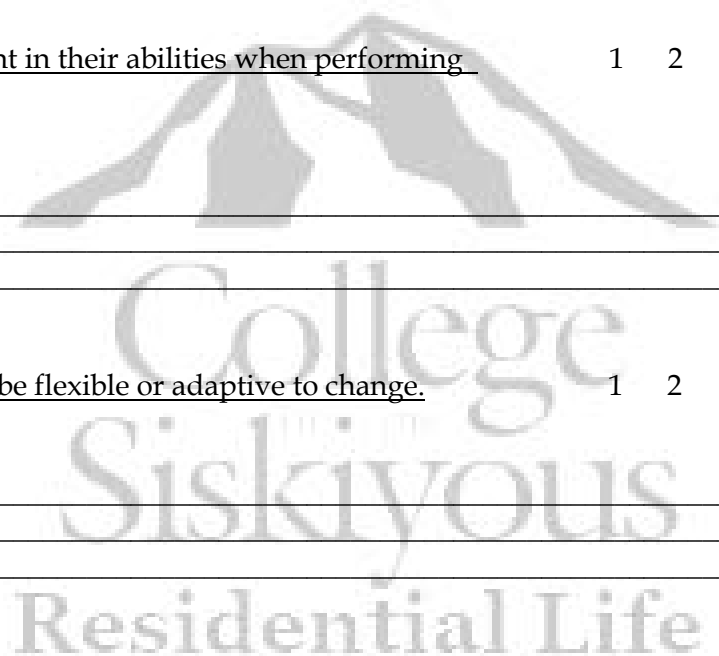 nt in their abilities when performing 1 2
College
be flexible or adaptive to change. 1 2
Siskiyous
Residential Life